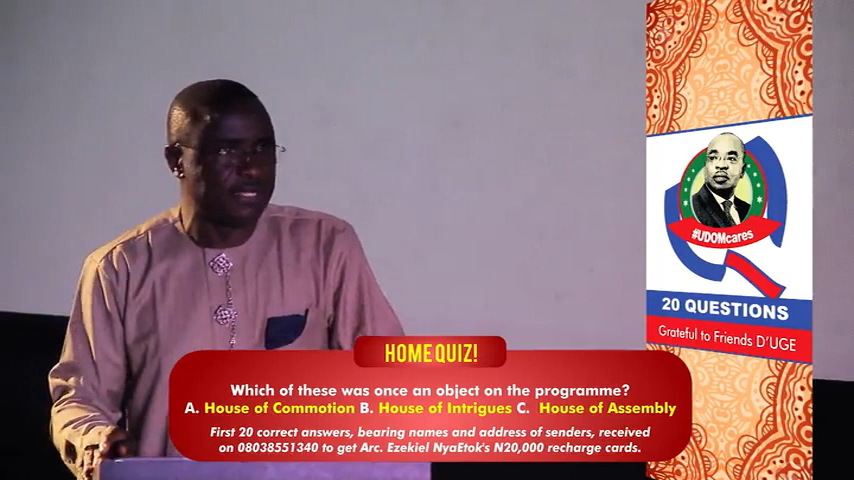 #UDOMcares
20 QUESTIONS
Grateful to Friends D'UGE
HOME QUIZ!
Which of these was once an object on the programme?
A. House of Commotion B. House of Intrigues C. House of Assembly
First 20 correct answers, bearing names and address of senders, received
on 08038551340 to get Arc. Ezekiel NyaEtok's N20,000 recharge cards.